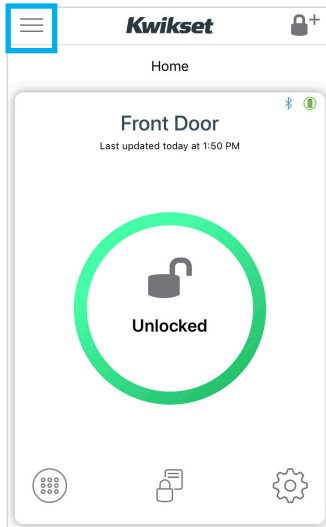 Kwikset
Home
Front Door
Last updated today at 1:50 PM
Unlocked